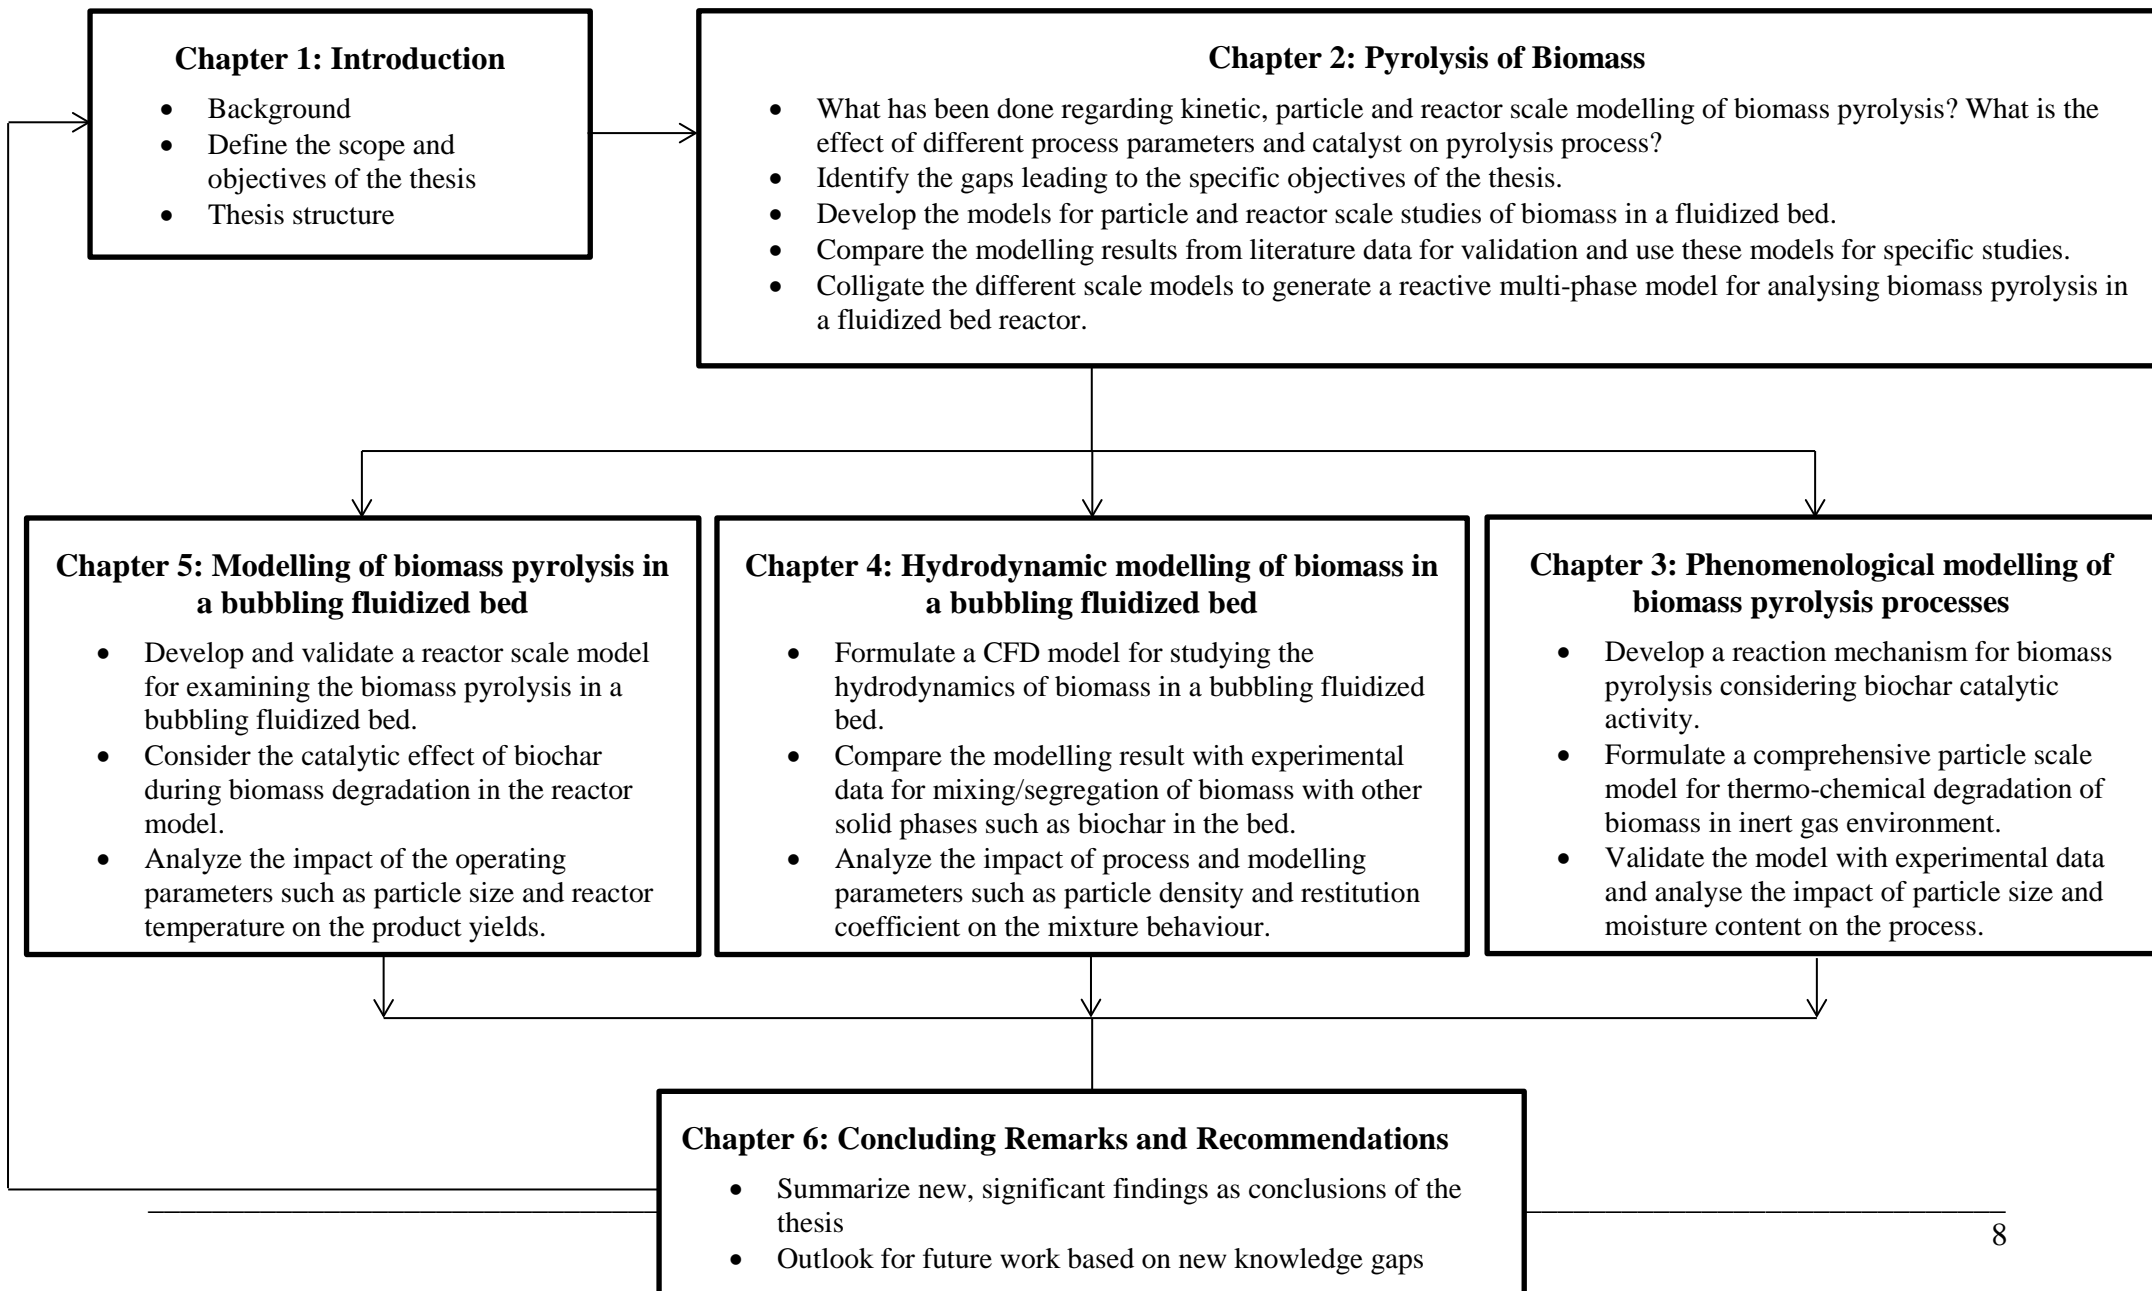 Chapter 1: Introduction
• Background
• Define the scope and
objectives of the thesis
• Thesis structure
Chapter 2: Pyrolysis of Biomass
• What has been done regarding kinetic, particle and reactor scale modelling of biomass pyrolysis? What is the
effect of different process parameters and catalyst on pyrolysis process?
• Identify the gaps leading to the specific objectives of the thesis.
• Develop the models for particle and reactor scale studies of biomass in a fluidized bed.
• Compare the modelling results from literature data for validation and use these models for specific studies.
• Colligate the different scale models to generate a reactive multi-phase model for analysing biomass pyrolysis in
a fluidized bed reactor.
Chapter 5: Modelling of biomass pyrolysis in
a bubbling fluidized bed
• Develop and validate a reactor scale model
for examining the biomass pyrolysis in a
bubbling fluidized bed.
• Consider the catalytic effect of biochar
during biomass degradation in the reactor
model.
• Analyze the impact of the operating
parameters such as particle size and reactor
temperature on the product yields.
Chapter 4: Hydrodynamic modelling of biomass in
a bubbling fluidized bed
• Formulate a CFD model for studying the
hydrodynamics of biomass in a bubbling fluidized
bed.
• Compare the modelling result with experimental
data for mixing/segregation of biomass with other
solid phases such as biochar in the bed.
• Analyze the impact of process and modelling
parameters such as particle density and restitution
coefficient on the mixture behaviour.
Chapter 3: Phenomenological modelling of
biomass pyrolysis processes
• Develop a reaction mechanism for biomass
pyrolysis considering biochar catalytic
activity.
• Formulate a comprehensive particle scale
model for thermo-chemical degradation of
biomass in inert gas environment.
• Validate the model with experimental data
and analyse the impact of particle size and
moisture content on the process.
Chapter 6: Concluding Remarks and Recommendations
• Summarize new, significant findings as conclusions of the
thesis
• Outlook for future work based on new knowledge gaps
8